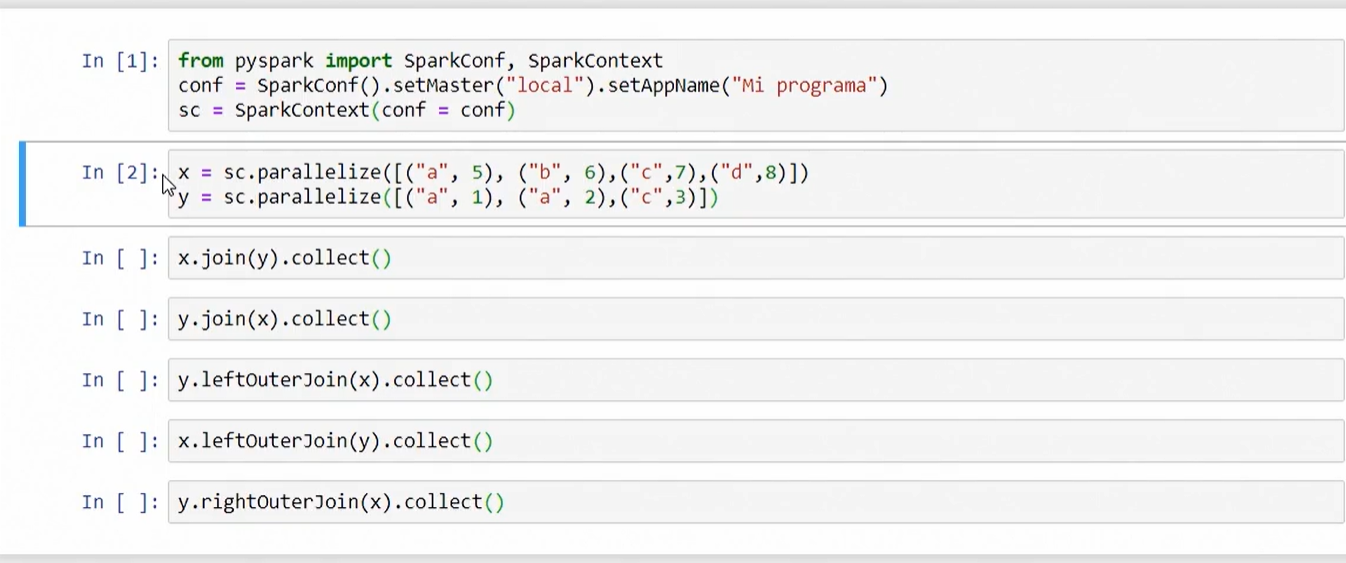 In [1]: from pyspark import SparkConf, SparkContext
conf = SparkConf().setMaster("local").setAppName("Mi programa")
sc = SparkContext(conf = conf)
In [2]: x = sc.parallelize([("a", 5), ("b", 6),("c",7),("d",8)])
y = sc.parallelize([("a", 1), ("a", 2),("c",3)])
In [ ]: x.join(y).collect()
In [ ]: y.join(x).collect()
In [ ]: y.leftOuterJoin(x).collect()
In [ ]: x.leftOuterJoin(y).collect()
In [ ]: y.rightOuterJoin(x).collect()